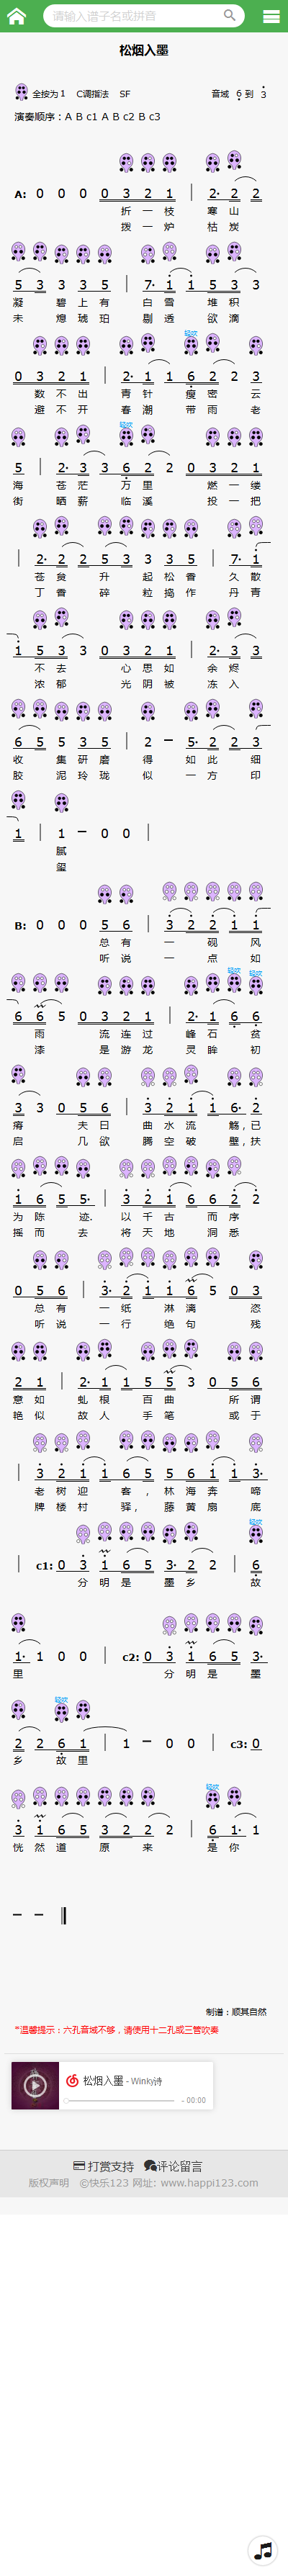 请输入谱子名或拼音
松烟入墨
全按为1 C调指法 SF 音域 6 到 3
演奏顺序：A B c1 A B c2 B c3
A: 0 0 0 0 3 2 1 | 2· 2 2
折 一 枝 寒 山
拨 一 炉 枯 炭
5 3 3 3 5 | 7· 1 1 5 3 3
凝 碧 上 有 白 雪 堆 积
未 熄 琥 珀 剔 透 欲 滴
0 3 2 1 | 2· 1 1 6 2 2 3
轻吹
数 不 出 青 针 瘦 密 云
避 不 开 春 潮 带 雨 老
轻吹
5 | 2· 3 3 6 2 2 0 3 2 1
海 苍 茫 万 里 燃 一 缕
街 晒 薪 临 溪 投 一 把
| 2· 2 2 5 3 3 3 5 | 7· 1
苍 耸 升 起 松 香 久 散
丁 香 碎 粒 捣 作 丹 青
1 5 3 3 0 3 2 1 | 2· 3 3
不 去 心 思 如 余 烬
浓 郁 光 阴 被 冻 入
6 5 5 3 5 | 2 – 5· 2 2 3
收 集 研 磨 得 如 此 细
胶 泥 玲 珑 似 一 方 印
1 | 1 – 0 0 |
腻
玺
B: 0 0 0 5 6 | 3 2 2 1 1
总 有 一 砚 风
听 说 一 点 如
轻吹 轻吹
6 6 5 0 3 2 1 | 2· 1 6 6
雨 流 连 过 峰 石 贫
漆 是 游 龙 灵 眸 初
3 3 0 5 6 | 3 2 1 1 6· 2
瘠 夫 曰 曲 水 流 觞，已
启 几 欲 腾 空 破 壁，扶
1 6 5 5· | 3 2 1 6 6 2 2
为 陈 迹. 以 千 古 而 序
摇 而 去 将 天 地 洞 悉
0 5 6 | 3· 2 1 1 6 5 0 3
总 有 一 纸 淋 漓 恣
听 说 一 行 绝 句 残
2 1 | 2· 1 1 5 5 3 0 5 6
意 如 虬 根 百 曲 所 谓
艳 似 故 人 手 笔 或 于
| 3 2 1 1 6 5 5 6 1 1 3·
老 树 迎 客 ， 林 海 奔 啼
牌 楼 村 驿， 藤 黄 扇 底
轻吹
| c1: 0 3 1 6 5 3· 2 2 | 6
分 明 是 墨 乡 故
1· 1 0 0 | c2: 0 3 1 6 5 3·
里 分 明 是 墨
轻吹
2 2 6 1 | 1 – 0 0 | c3: 0
乡 故 里
轻吹
3 1 6 5 3 2 2 2 | 6 1· 1
恍 然 道 原 来 是 你
– – ‖
制谱：顺其自然
*温馨提示：六孔音域不够，请使用十二孔或三管吹奏
松烟入墨 - Winky诗
- 00:00
打赏支持 评论留言
版权声明 ©快乐123 网址: www.happi123.com